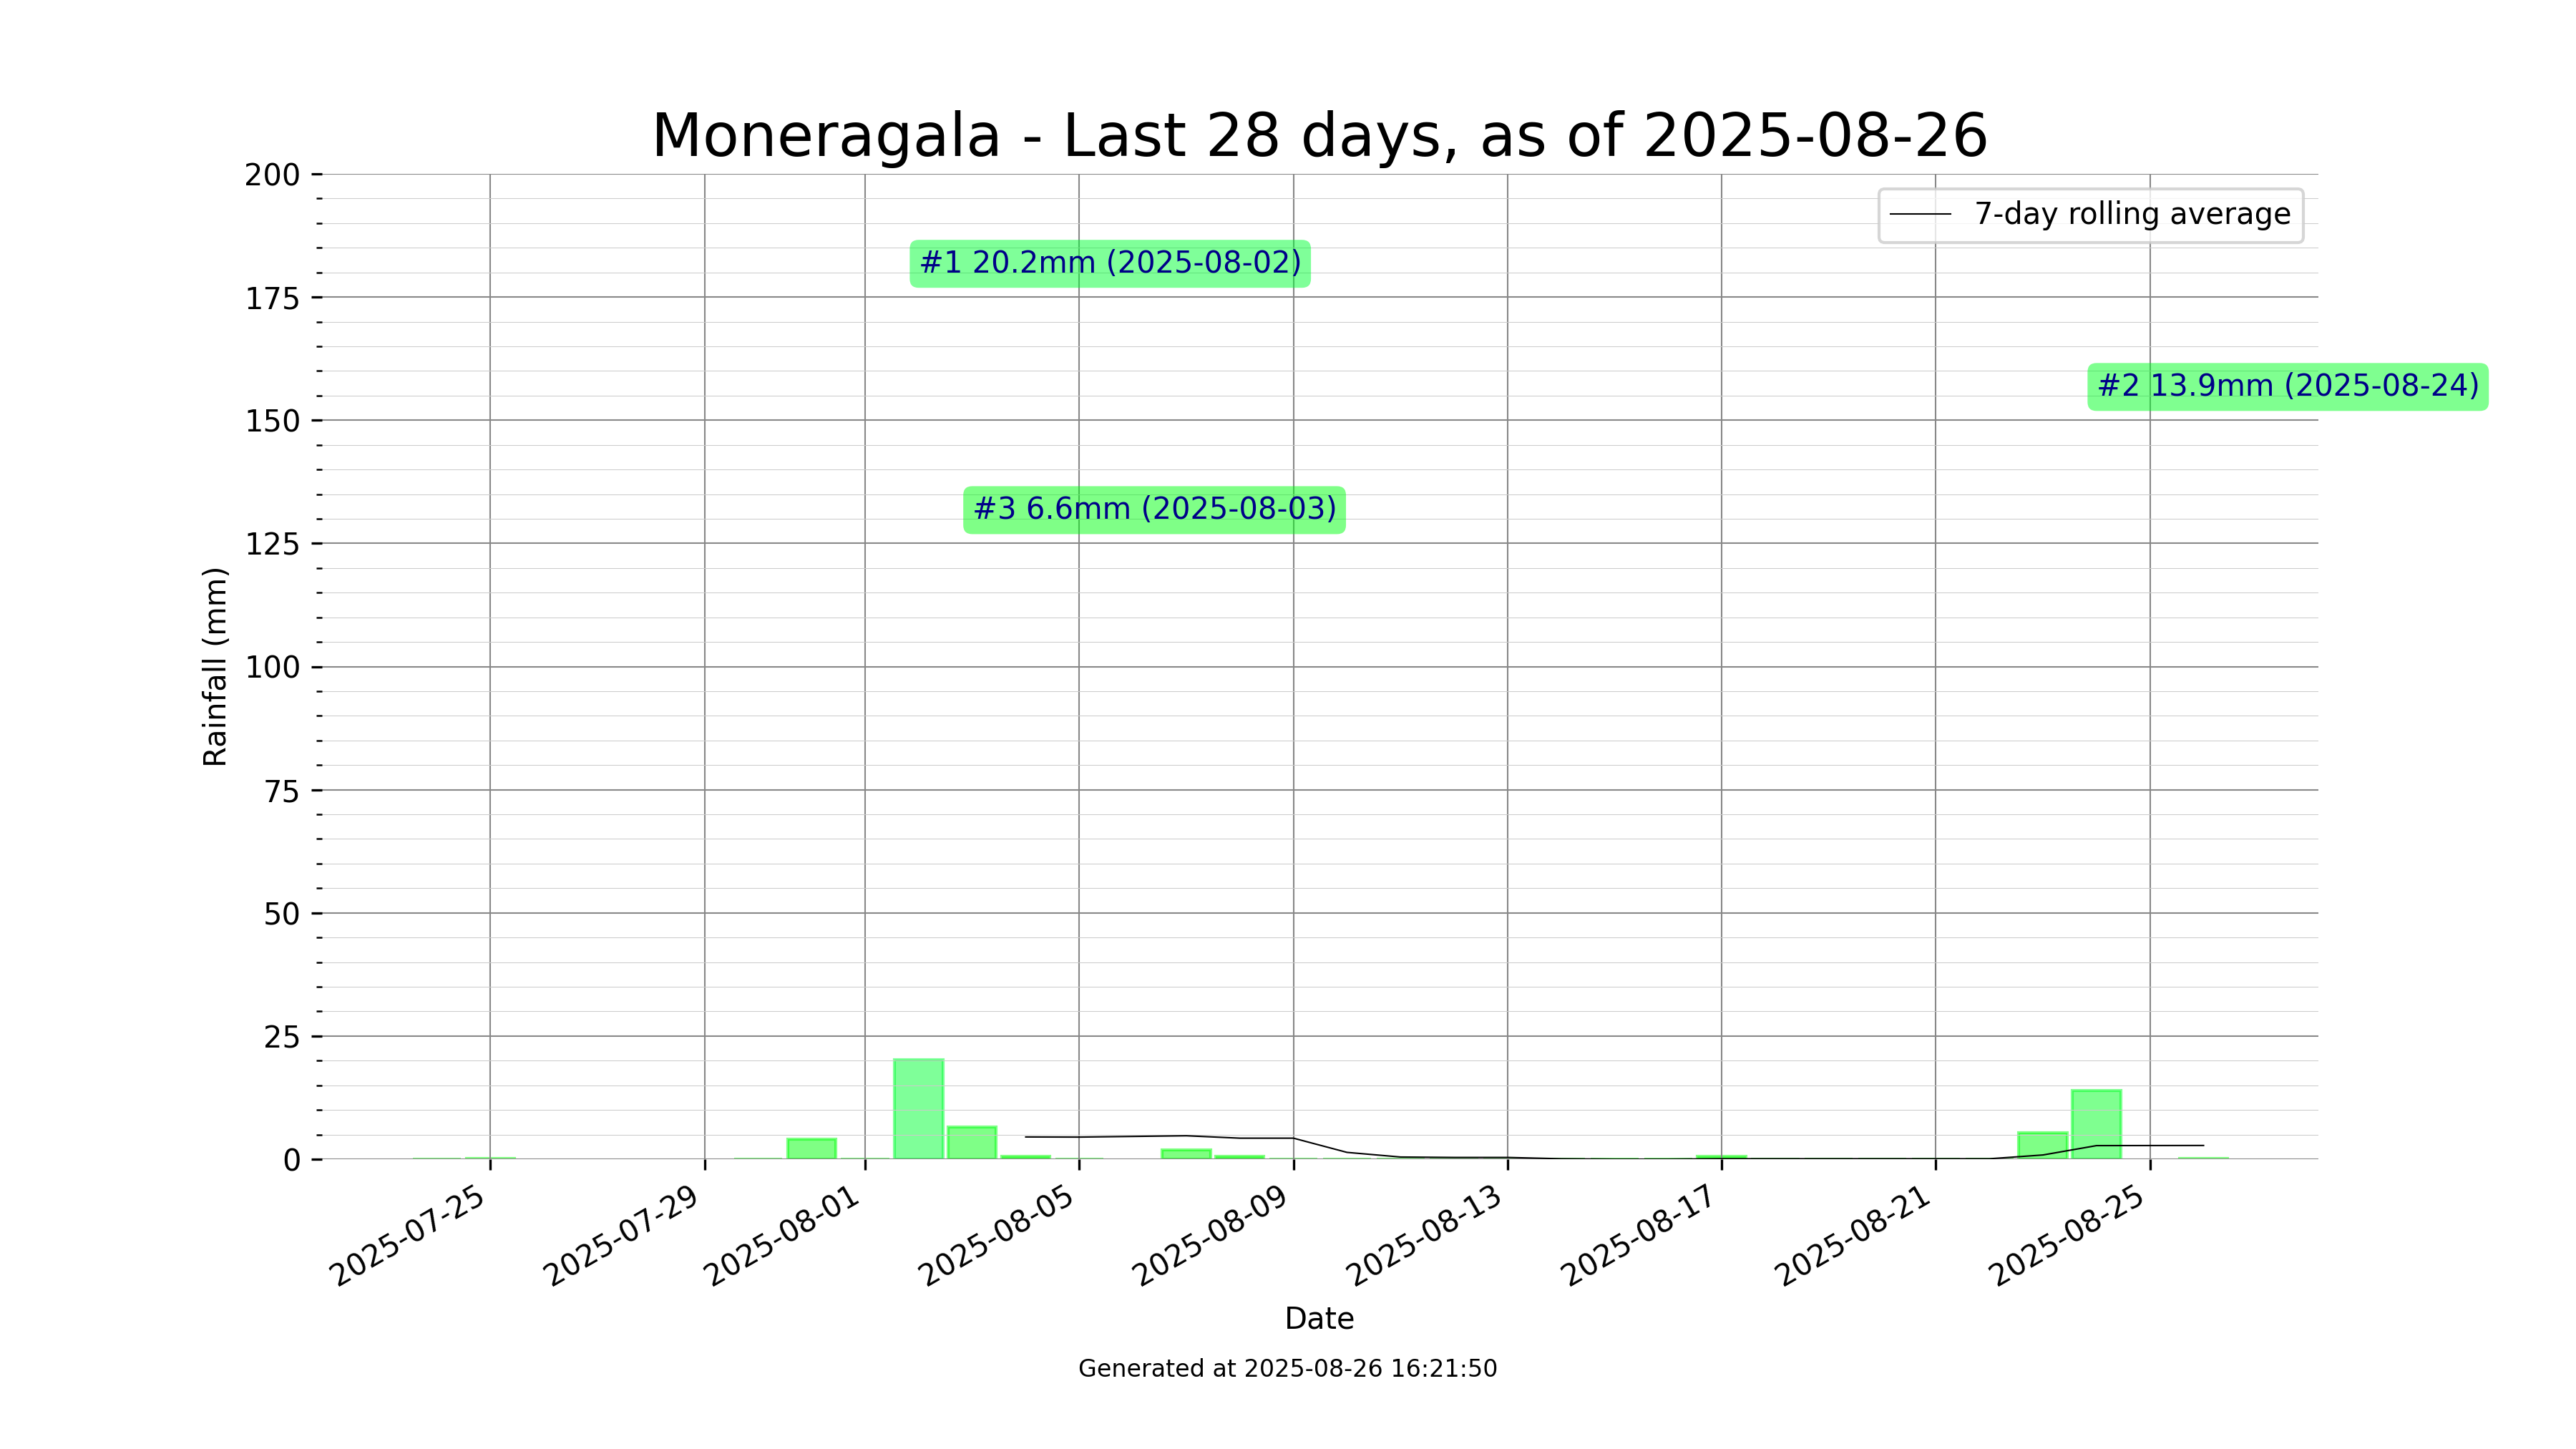 Moneragala - Last 28 days, as of 2025-08-26
7-day rolling average
#1 20.2mm (2025-08-02)
#2 13.9mm (2025-08-24)
#3 6.6mm (2025-08-03)
Rainfall (mm)
200
175
150
125
100
75
50
25
0
2025-07-25
2025-07-29
2025-08-01
2025-08-05
2025-08-09
2025-08-13
2025-08-17
2025-08-21
2025-08-25
Date
Generated at 2025-08-26 16:21:50